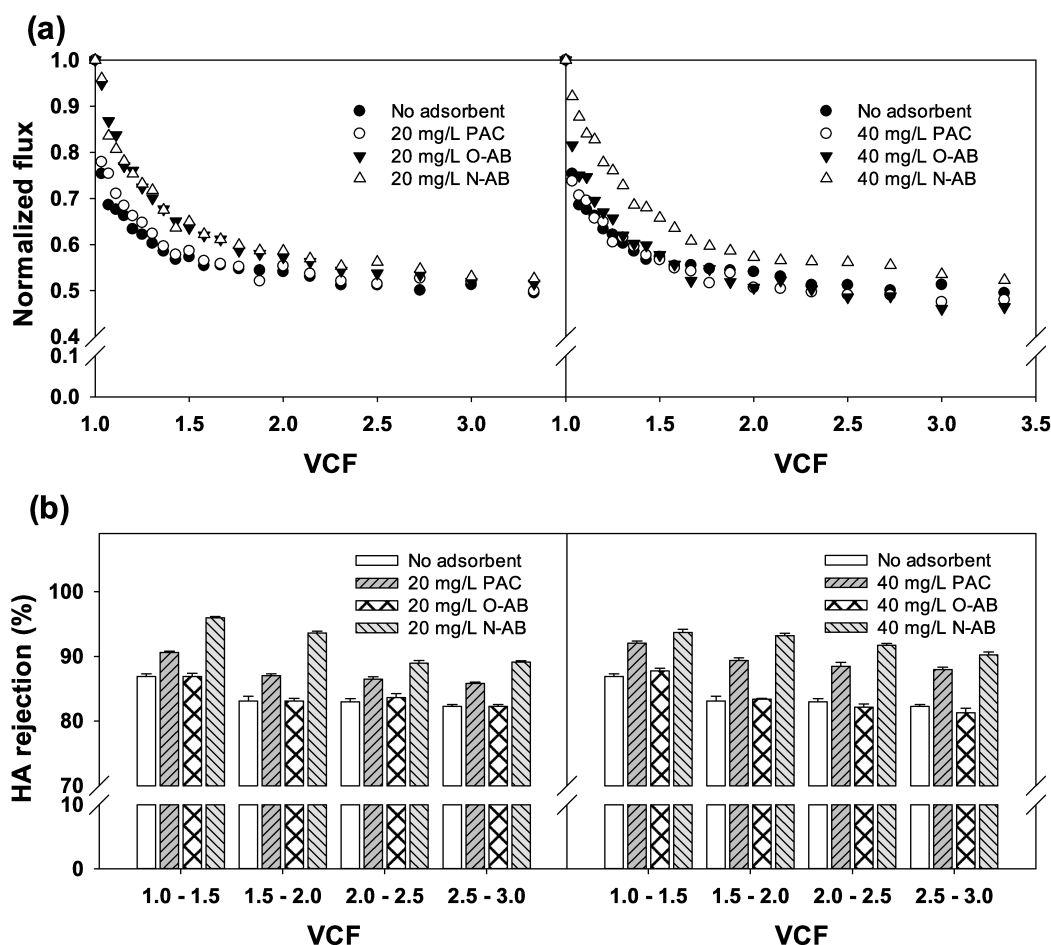 (a)
Normalized flux
1.0
0.9
0.8
0.7
0.6
0.5
0.4
0.1
0.0
No adsorbent
20 mg/L PAC
20 mg/L O-AB
20 mg/L N-AB
No adsorbent
40 mg/L PAC
40 mg/L O-AB
40 mg/L N-AB
1.0 1.5 2.0 2.5 3.0 1.0 1.5 2.0 2.5 3.0 3.5
VCF VCF
(b)
HA rejection (%)
100
90
80
70
10
0
No adsorbent
20 mg/L PAC
20 mg/L O-AB
20 mg/L N-AB
No adsorbent
40 mg/L PAC
40 mg/L O-AB
40 mg/L N-AB
1.0 - 1.5 1.5 - 2.0 2.0 - 2.5 2.5 - 3.0 1.0 - 1.5 1.5 - 2.0 2.0 - 2.5 2.5 - 3.0
VCF VCF